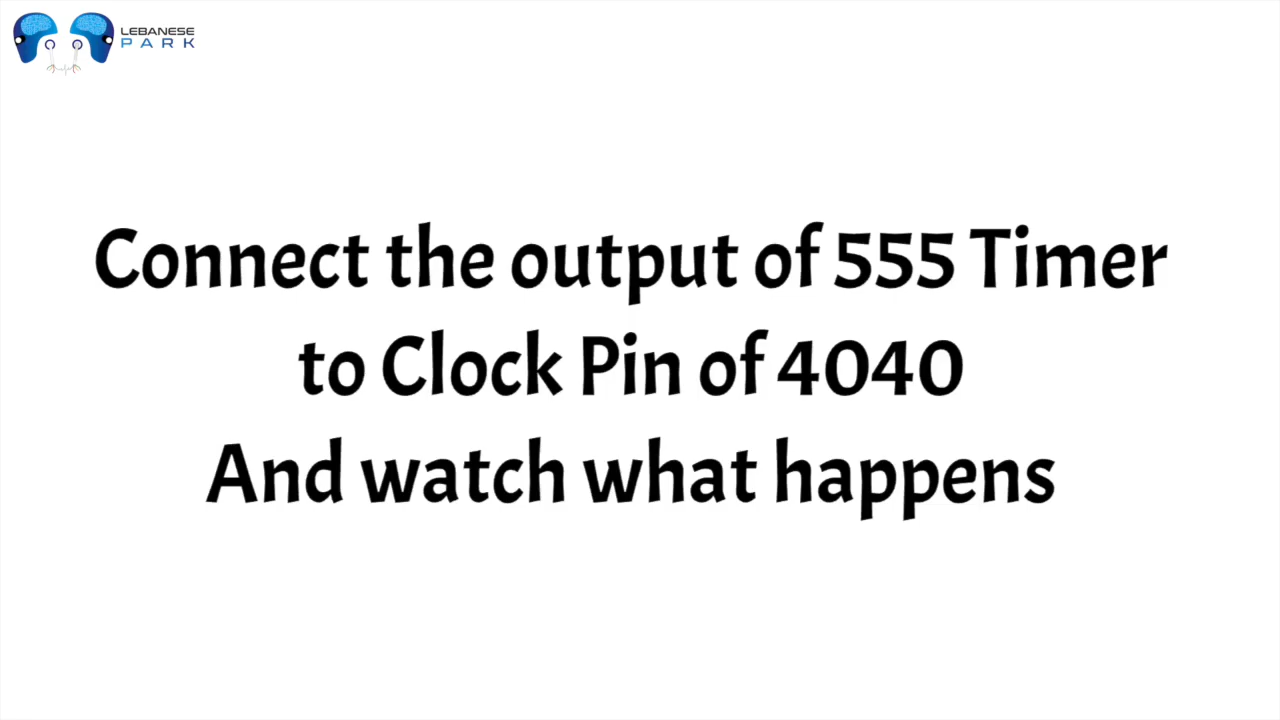 LEBANESE
PARK
Connect the output of 555 Timer
to Clock Pin of 4040
And watch what happens